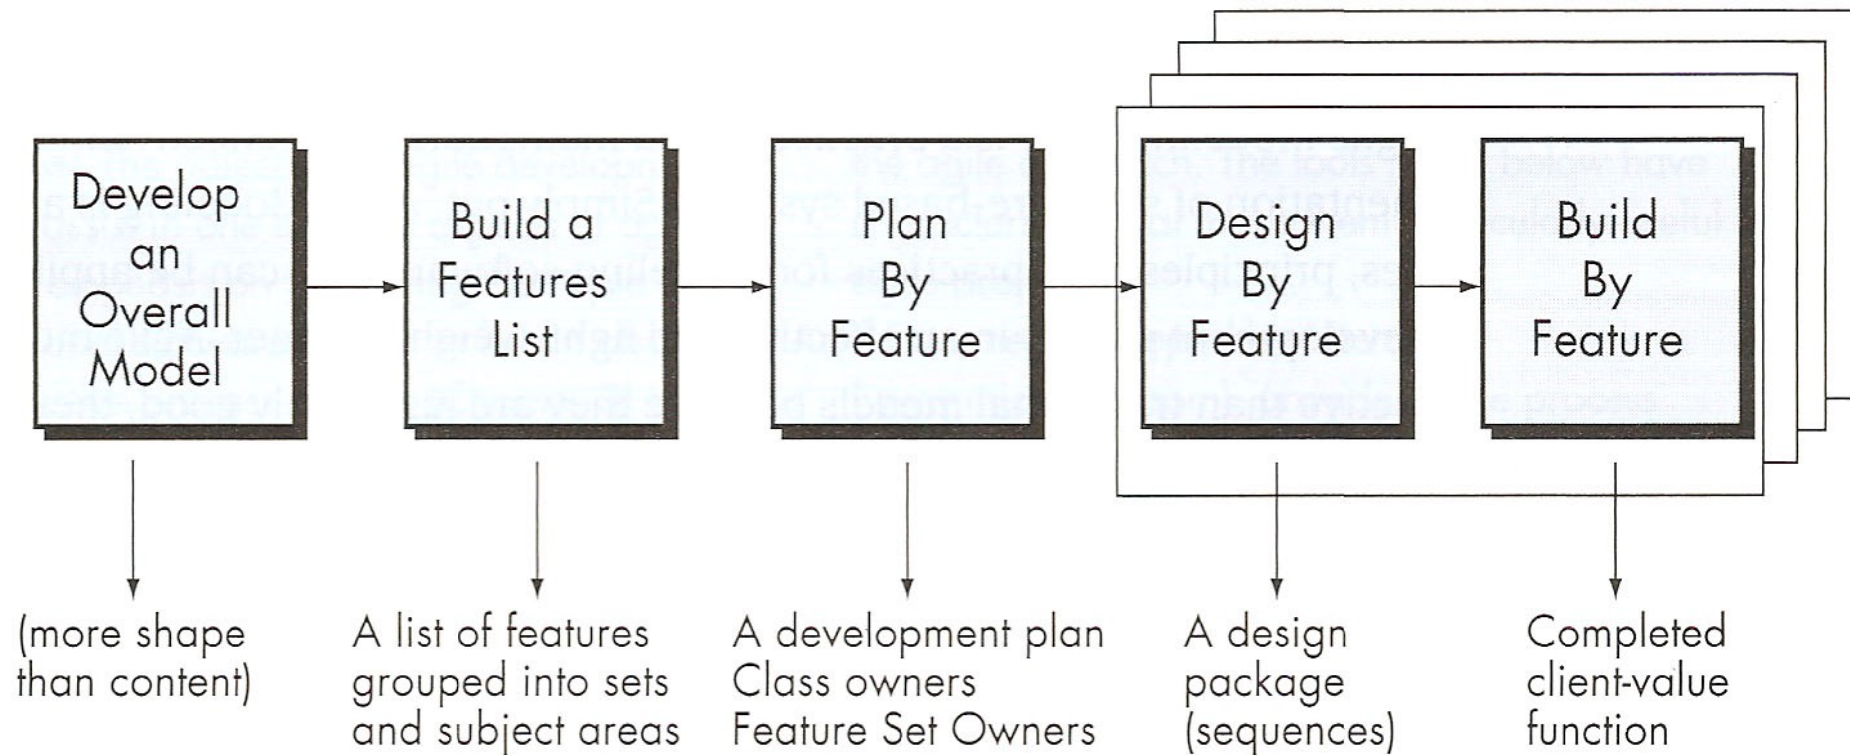 Develop
an
Overall
Model
Build a
Features
List
Plan
By
Feature
Design
By
Feature
Build
By
Feature
(more shape
than content)
A list of features
grouped into sets
and subject areas
A development plan
Class owners
Feature Set Owners
A design
package
(sequences)
Completed
client-value
function